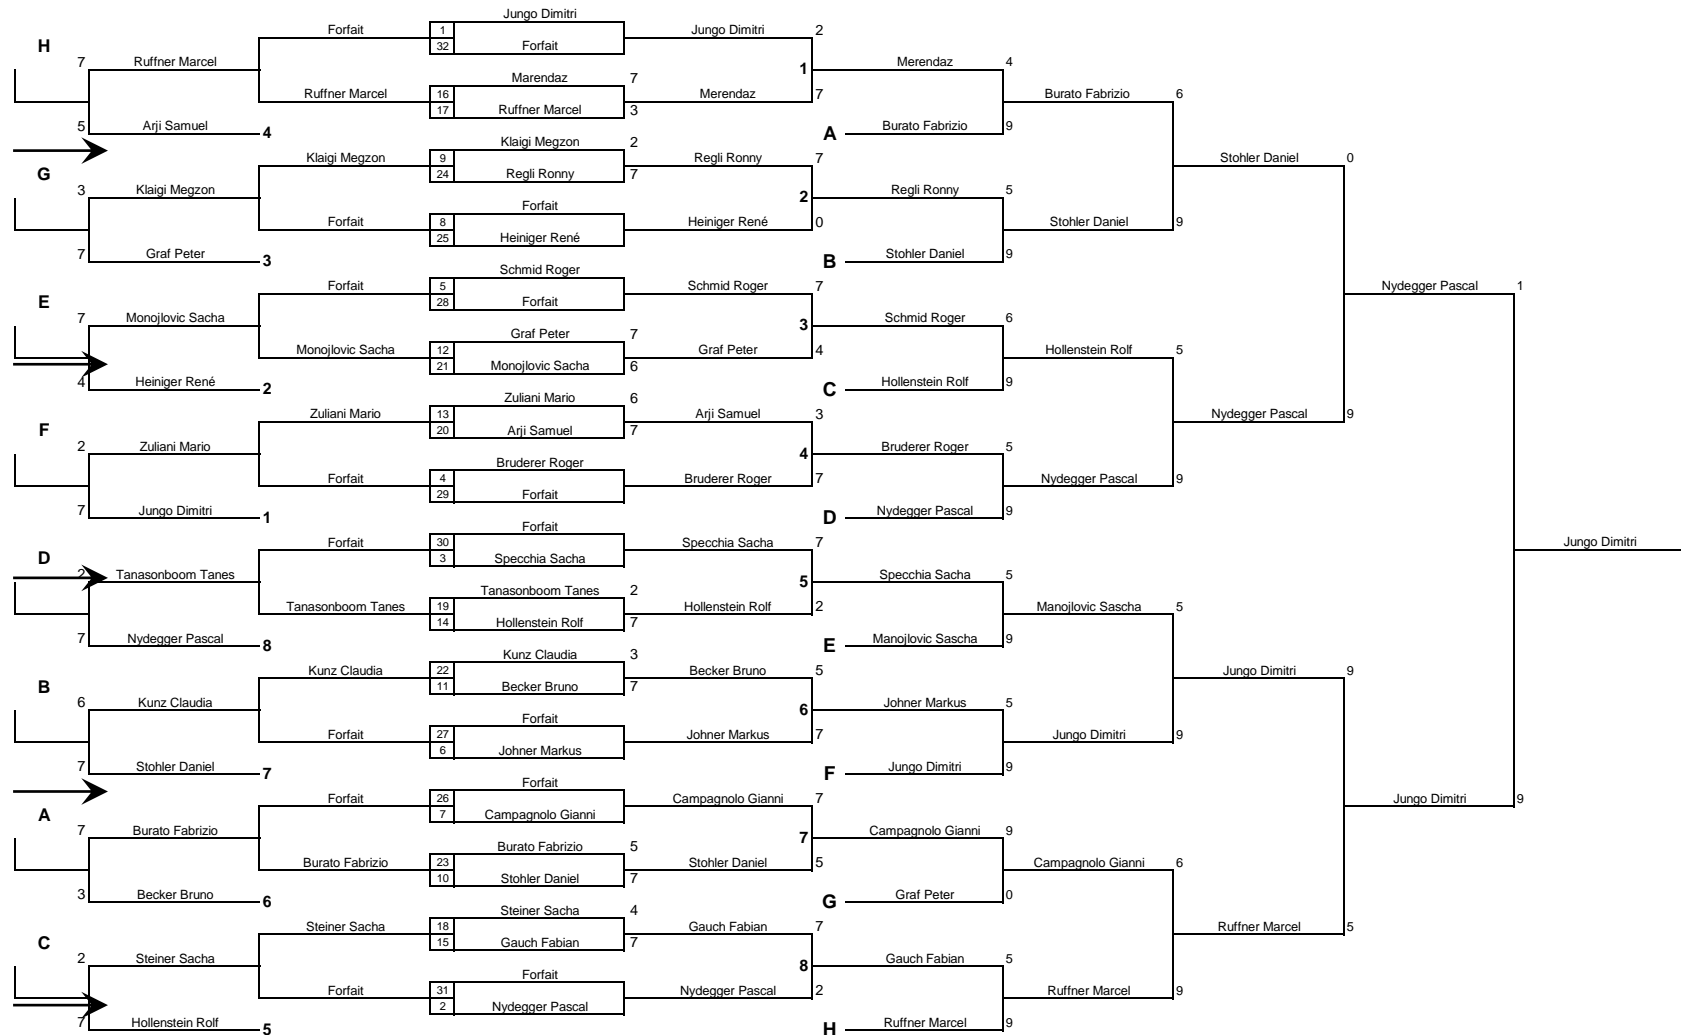 Jungo Dimitri
Forfait 1 Jungo Dimitri 2
H 32 Forfait
7 Ruffner Marcel 1 Merendaz 4
Marendaz 7
Ruffner Marcel 16 Merendaz 7 Burato Fabrizio 6
17 Ruffner Marcel 3
5 Arji Samuel 4 A Burato Fabrizio 9
Klaigi Megzon 2
Klaigi Megzon 9 Regli Ronny 7 Stohler Daniel 0
G 24 Regli Ronny 7
3 Klaigi Megzon 2 Regli Ronny 5
Forfait
Forfait 8 Heiniger René 0 Stohler Daniel 9
25 Heiniger René
7 Graf Peter 3 B Stohler Daniel 9
Schmid Roger
Forfait 5 Schmid Roger 7 Nydegger Pascal 1
E 28 Forfait
7 Monojlovic Sacha 3 Schmid Roger 6
Graf Peter 7
Monojlovic Sacha 12 Graf Peter 4 Hollenstein Rolf 5
21 Monojlovic Sacha 6
4 Heiniger René 2 C Hollenstein Rolf 9
Zuliani Mario 6
Zuliani Mario 13 Arji Samuel 3 Nydegger Pascal 9
F 20 Arji Samuel 7
2 Zuliani Mario 4 Bruderer Roger 5
Bruderer Roger
Forfait 4 Bruderer Roger 7 Nydegger Pascal 9
29 Forfait
7 Jungo Dimitri 1 D Nydegger Pascal 9
Forfait
Forfait 30 Specchia Sacha 7 Jungo Dimitri
D 3 Specchia Sacha
2 Tanasonboom Tanes 5 Specchia Sacha 5
Tanasonboom Tanes 2
Tanasonboom Tanes 19 Hollenstein Rolf 2 Manojlovic Sascha 5
14 Hollenstein Rolf 7
7 Nydegger Pascal 8 E Manojlovic Sascha 9
Kunz Claudia 3
Kunz Claudia 22 Becker Bruno 5 Jungo Dimitri 9
B 11 Becker Bruno 7
6 Kunz Claudia 6 Johner Markus 5
Forfait
Forfait 27 Johner Markus 7 Jungo Dimitri 9
6 Johner Markus
7 Stohler Daniel 7 F Jungo Dimitri 9
Forfait
Forfait 26 Campagnolo Gianni 7 Jungo Dimitri 9
A 7 Campagnolo Gianni
7 Burato Fabrizio 7 Campagnolo Gianni 9
Burato Fabrizio 5
Burato Fabrizio 23 Stohler Daniel 5 Campagnolo Gianni 6
10 Stohler Daniel 7
3 Becker Bruno 6 G Graf Peter 0
Steiner Sacha 4
Steiner Sacha 18 Gauch Fabian 7 Ruffner Marcel 5
C 15 Gauch Fabian 7
2 Steiner Sacha 8 Gauch Fabian 5
Forfait
Forfait 31 Nydegger Pascal 2 Ruffner Marcel 9
2 Nydegger Pascal
7 Hollenstein Rolf 5 H Ruffner Marcel 9